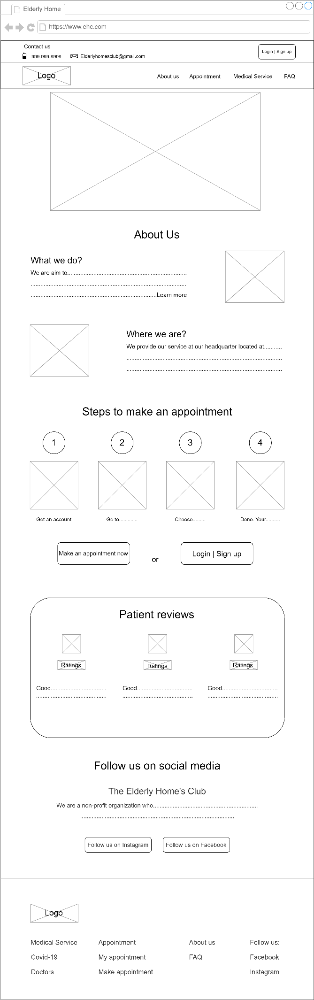 Elderly Home
https://www.ehc.com
Contact us
999-999-9999 Elderlyhomesclub@gmail.com
Login | Sign up
Logo
About us Appointment Medical Service FAQ
About Us
What we do?
We are aim to.........................................................................
...............................................................................................
.............................................................................Learn more
Where we are?
We provide our service at our headquarter located at...........
...............................................................................................
...............................................................................................
Steps to make an appointment
1 2 3 4
Get an account Go to............. Choose......... Done. Your..........
Make an appointment now or Login | Sign up
Patient reviews
Ratings Ratings Ratings
Good.................................. Good.................................. Good..................................
........................................... ........................................... ...........................................
Follow us on social media
The Elderly Home's Club
We are a non-profit organization who................................................................
..............................................................................................
Follow us on Instagram Follow us on Facebook
Logo
Medical Service Appointment About us Follow us:
Covid-19 My appointment FAQ Facebook
Doctors Make appointment Instagram